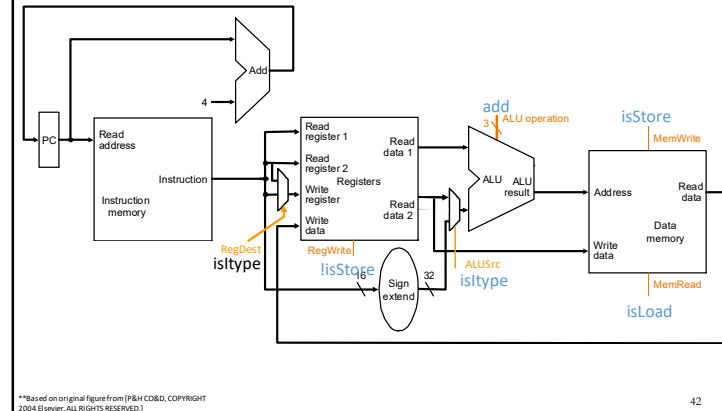 Add
4
add
3
ALU operation
isStore
MemWrite
PC
Read
address
Instruction
Instruction
memory
Read
register 1
Read
register 2
Write
register
Write
data
Registers
Read
data 1
Read
data 2
ALU
ALU
result
Address
Read
data
Data
memory
Write
data
RegDest
isItype
RegWrite
!isStore
16
Sign
extend
32
ALUSrc
isItype
MemRead
isLoad
**Based on original figure from [P&H CO&D, COPYRIGHT
2004 Elsevier. ALL RIGHTS RESERVED.]
42